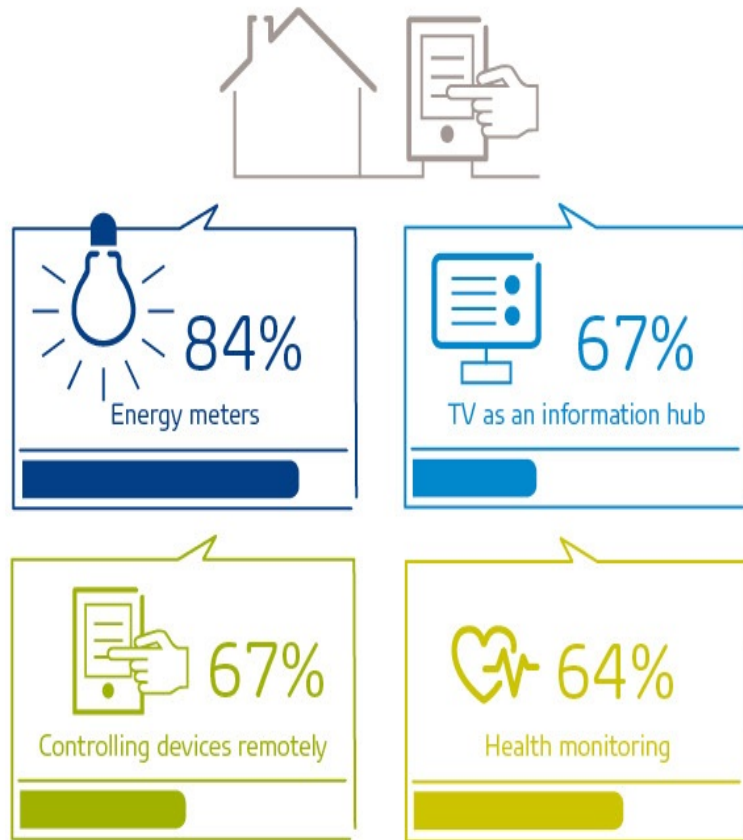 84%
Energy meters
67%
TV as an information hub
67%
Controlling devices remotely
64%
Health monitoring